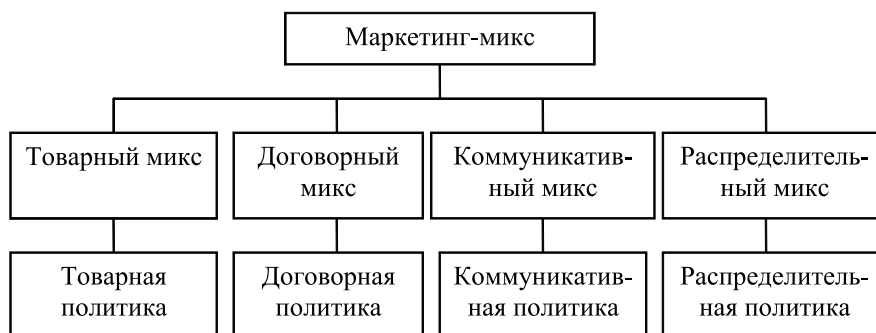 Маркетинг-микс
Товарный микс
Договорный
микс
Коммуникатив-
ный микс
Распределитель-
ный микс
Товарная
политика
Договорная
политика
Коммуникатив-
ная политика
Распределитель-
ная политика